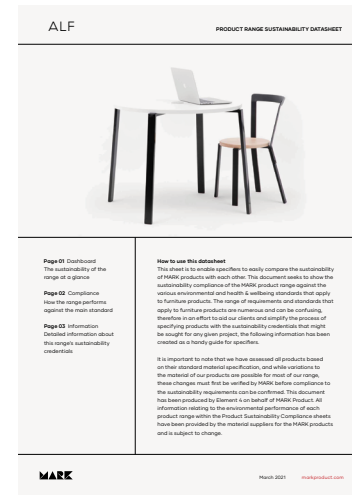 ALF
PRODUCT RANGE SUSTAINABILITY DATASHEET
Page 01 Dashboard
The sustainability of the
range at a glance
Page 02 Compliance
How the range performs
against the main standard
Page 03 Information
Detailed information about
this range's sustainability
credentials
How to use this datasheet
This sheet is to enable specifiers to easily compare the sustainability
of MARK products with each other. This document seeks to show the
sustainability compliance of the MARK product range against the
various environmental and health & wellbeing standards that apply
to furniture products. The range of requirements and standards that
apply to furniture products are numerous and can be confusing,
therefore in an effort to aid our clients and simplify the process of
specifying products with the sustainability credentials that might
be sought for any given project, the following information has been
created as a handy guide for specifiers.
It is important to note that we have assessed all products based
on their standard material specification, and while variations to
the material of our products are possible for most of our range,
these changes must first be verified by MARK before compliance to
the sustainability requirements can be confirmed. This document
has been produced by Element 4 on behalf of MARK Product. All
information relating to the environmental performance of each
product range within the Product Sustainability Compliance sheets
have been provided by the material suppliers for the MARK products
and is subject to change.
MARK
March 2021
markproduct.com